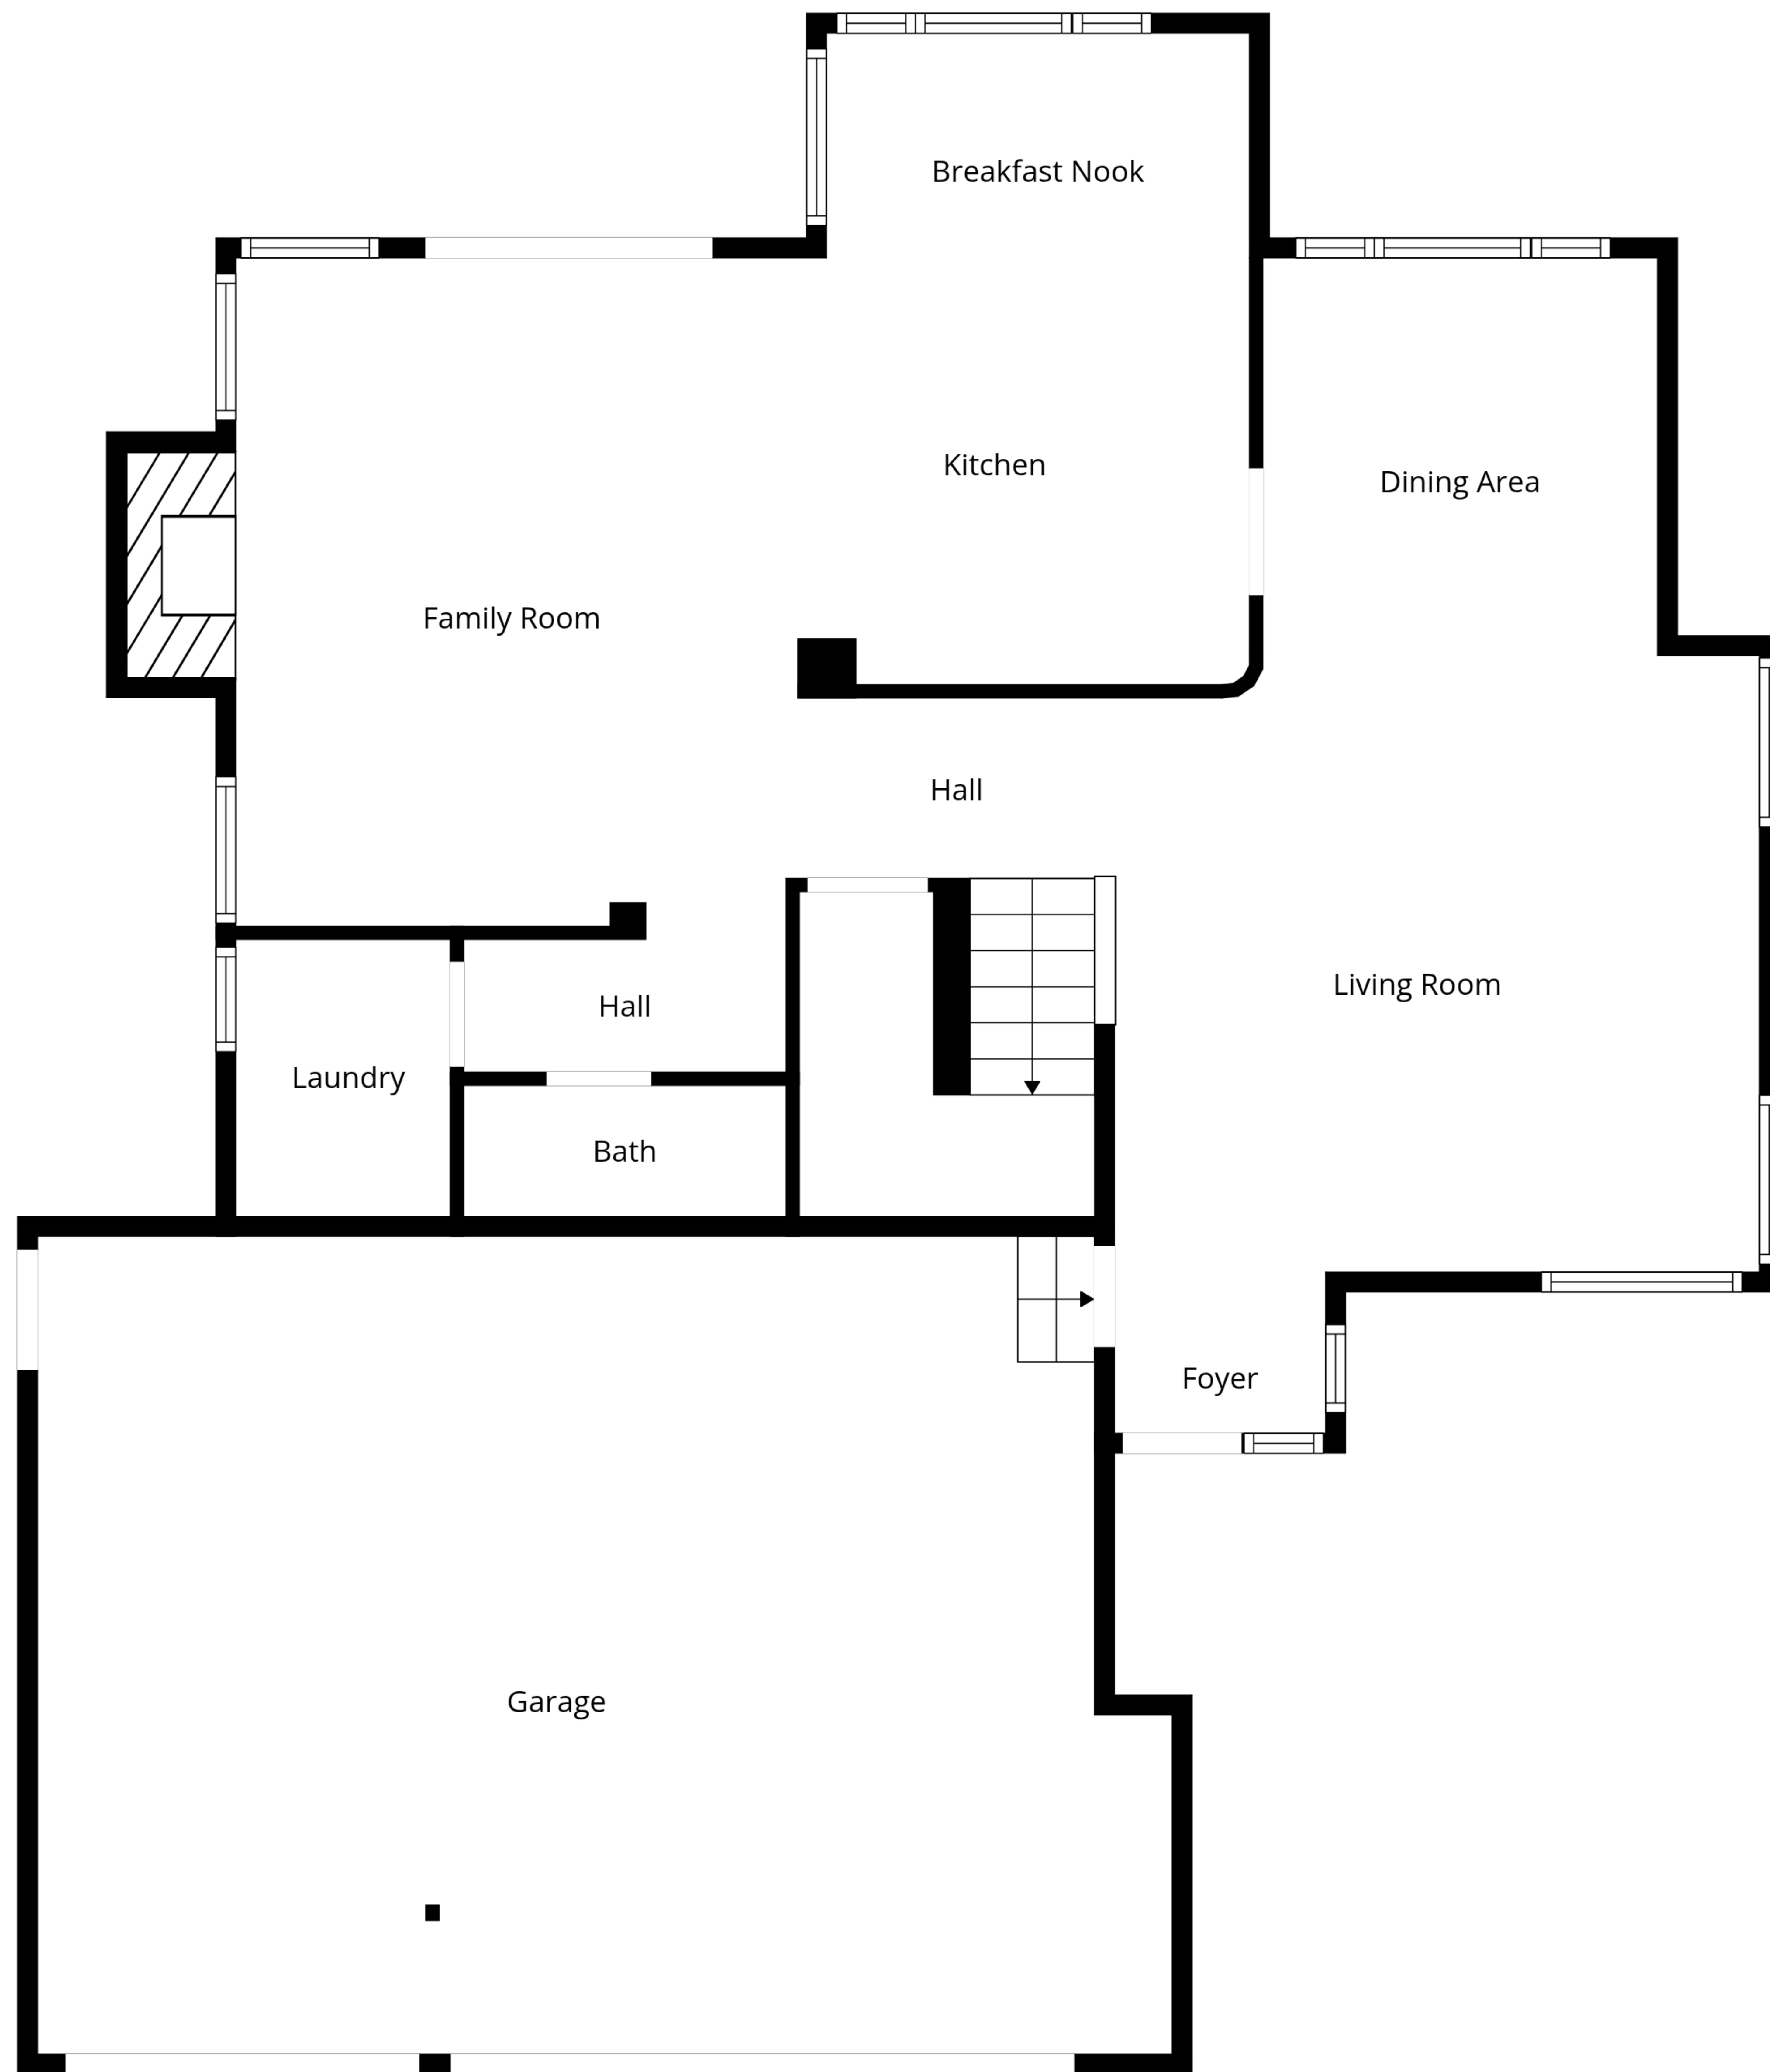 Breakfast Nook
Kitchen
Dining Area
Family Room
Hall
Living Room
Hall
Laundry
Bath
Foyer
Garage